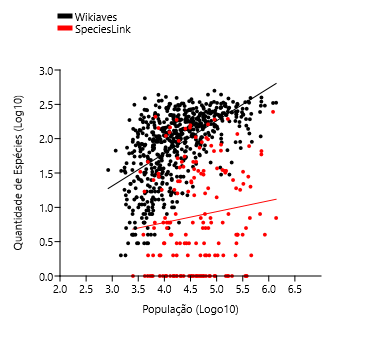 Wikiaves
SpeciesLink
Quantidade de Espécies (Log10)
3.0
2.5
2.0
1.5
1.0
0.5
0.0
2.0 2.5 3.0 3.5 4.0 4.5 5.0 5.5 6.0 6.5
População (Logo10)